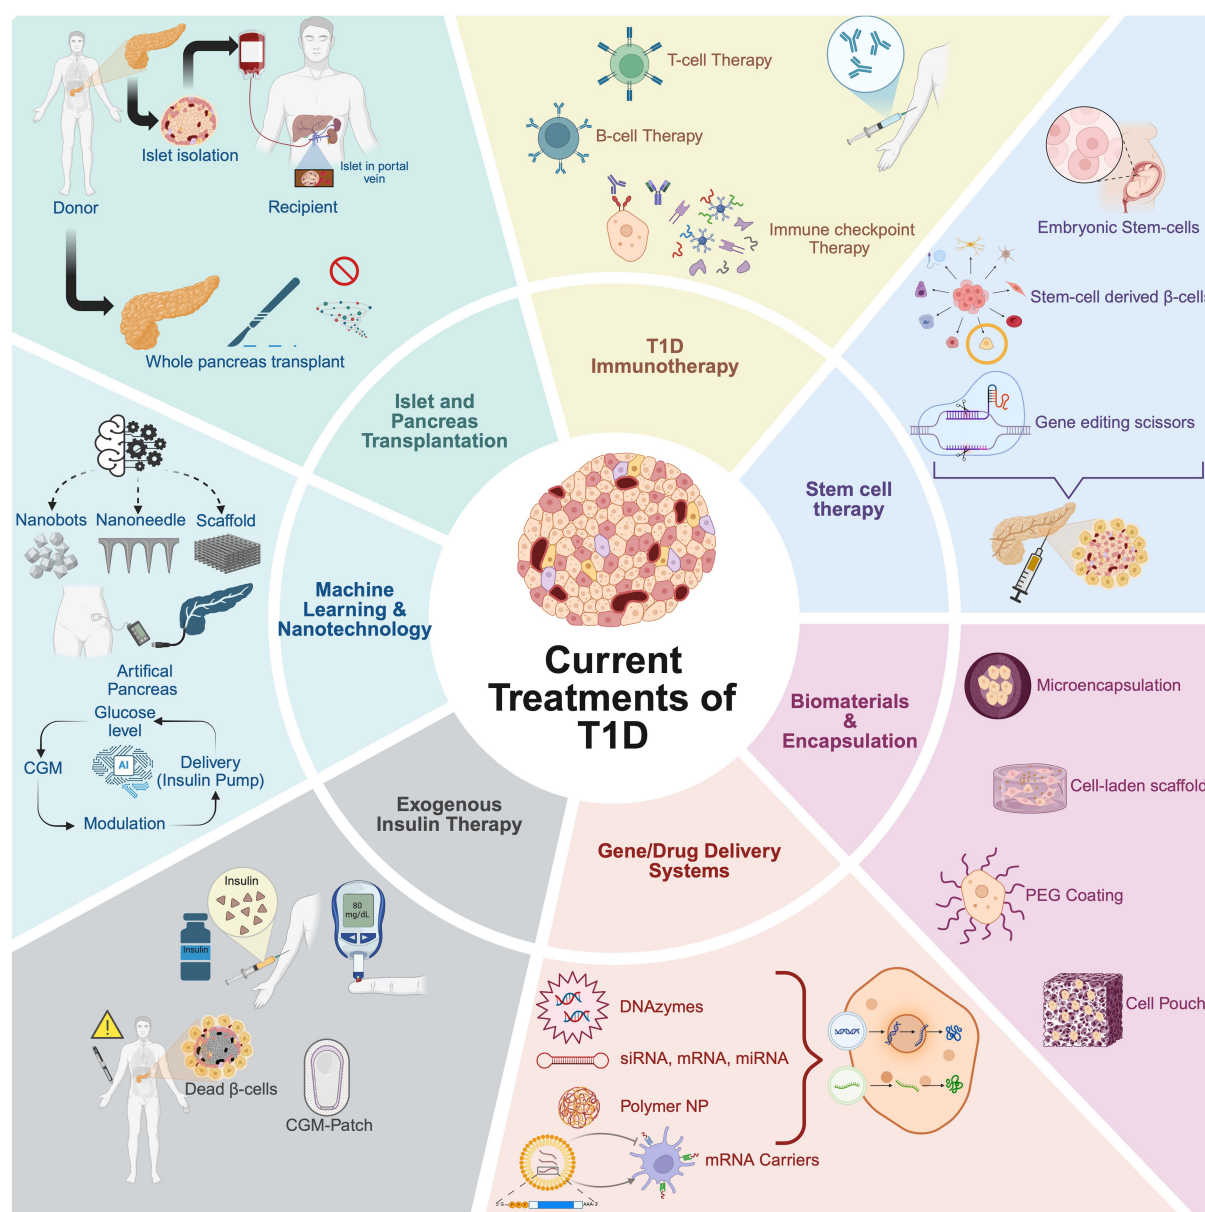 Donor
Islet isolation
Recipient
Islet in portal
vein
Whole pancreas transplant
Islet and
Pancreas
Transplantation
T-cell Therapy
B-cell Therapy
Immune checkpoint
Therapy
T1D
Immunotherapy
Embryonic Stem-cells
Stem-cell derived β-cells
Gene editing scissors
Stem cell
therapy
Nanobots
Nanoneedle
Scaffold
Artifical
Pancreas
Glucose
level
CGM
AI
Delivery
(Insulin Pump)
Modulation
Machine
Learning &
Nanotechnology
Current
Treatments of
T1D
Biomaterials
&
Encapsulation
Microencapsulation
Cell-laden scaffold
PEG Coating
Cell Pouch
Exogenous
Insulin Therapy
Insulin
Insulin
80
mg/dL
Dead β-cells
CGM-Patch
Gene/Drug Delivery
Systems
DNAzymes
siRNA, mRNA, miRNA
Polymer NP
mRNA Carriers